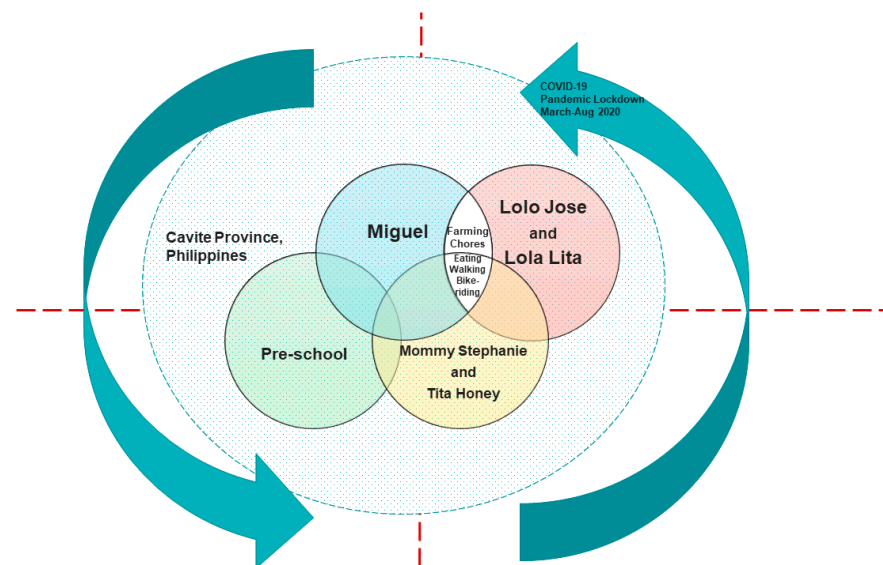 COVID-19
Pandemic Lockdown
March-Aug 2020
Cavite Province,
Philippines
Miguel
Farming
Chores
Eating
Walking
Bike-
riding
Lolo Jose
and
Lola Lita
Pre-school
Mommy Stephanie
and
Tita Honey